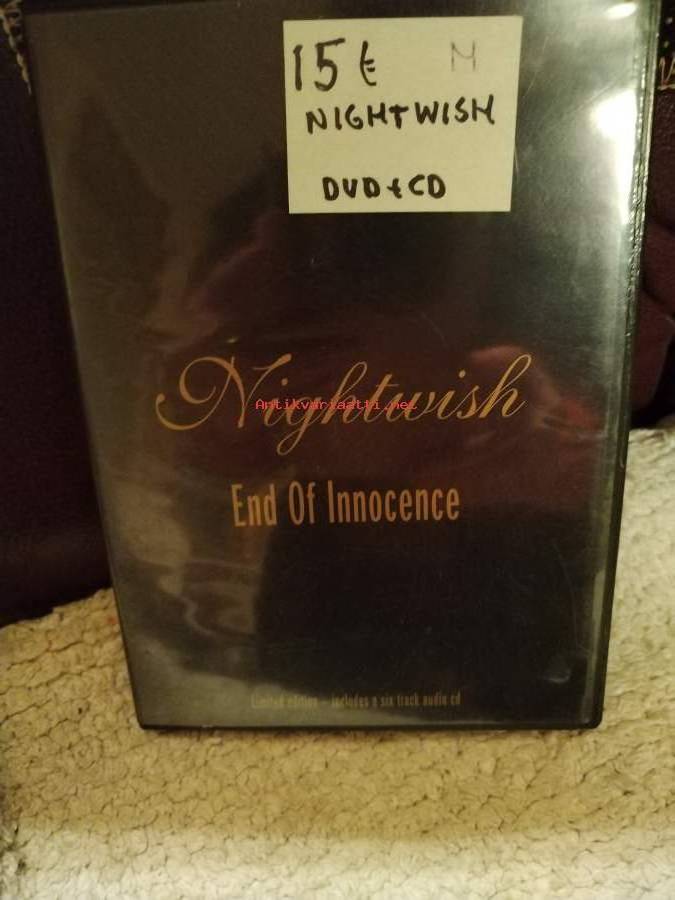 15€ M
NIGHTWISH
DVD+CD
Nightwish
Antikvariaatti.net
End Of Innocence
Limited edition - includes a six track audio cd